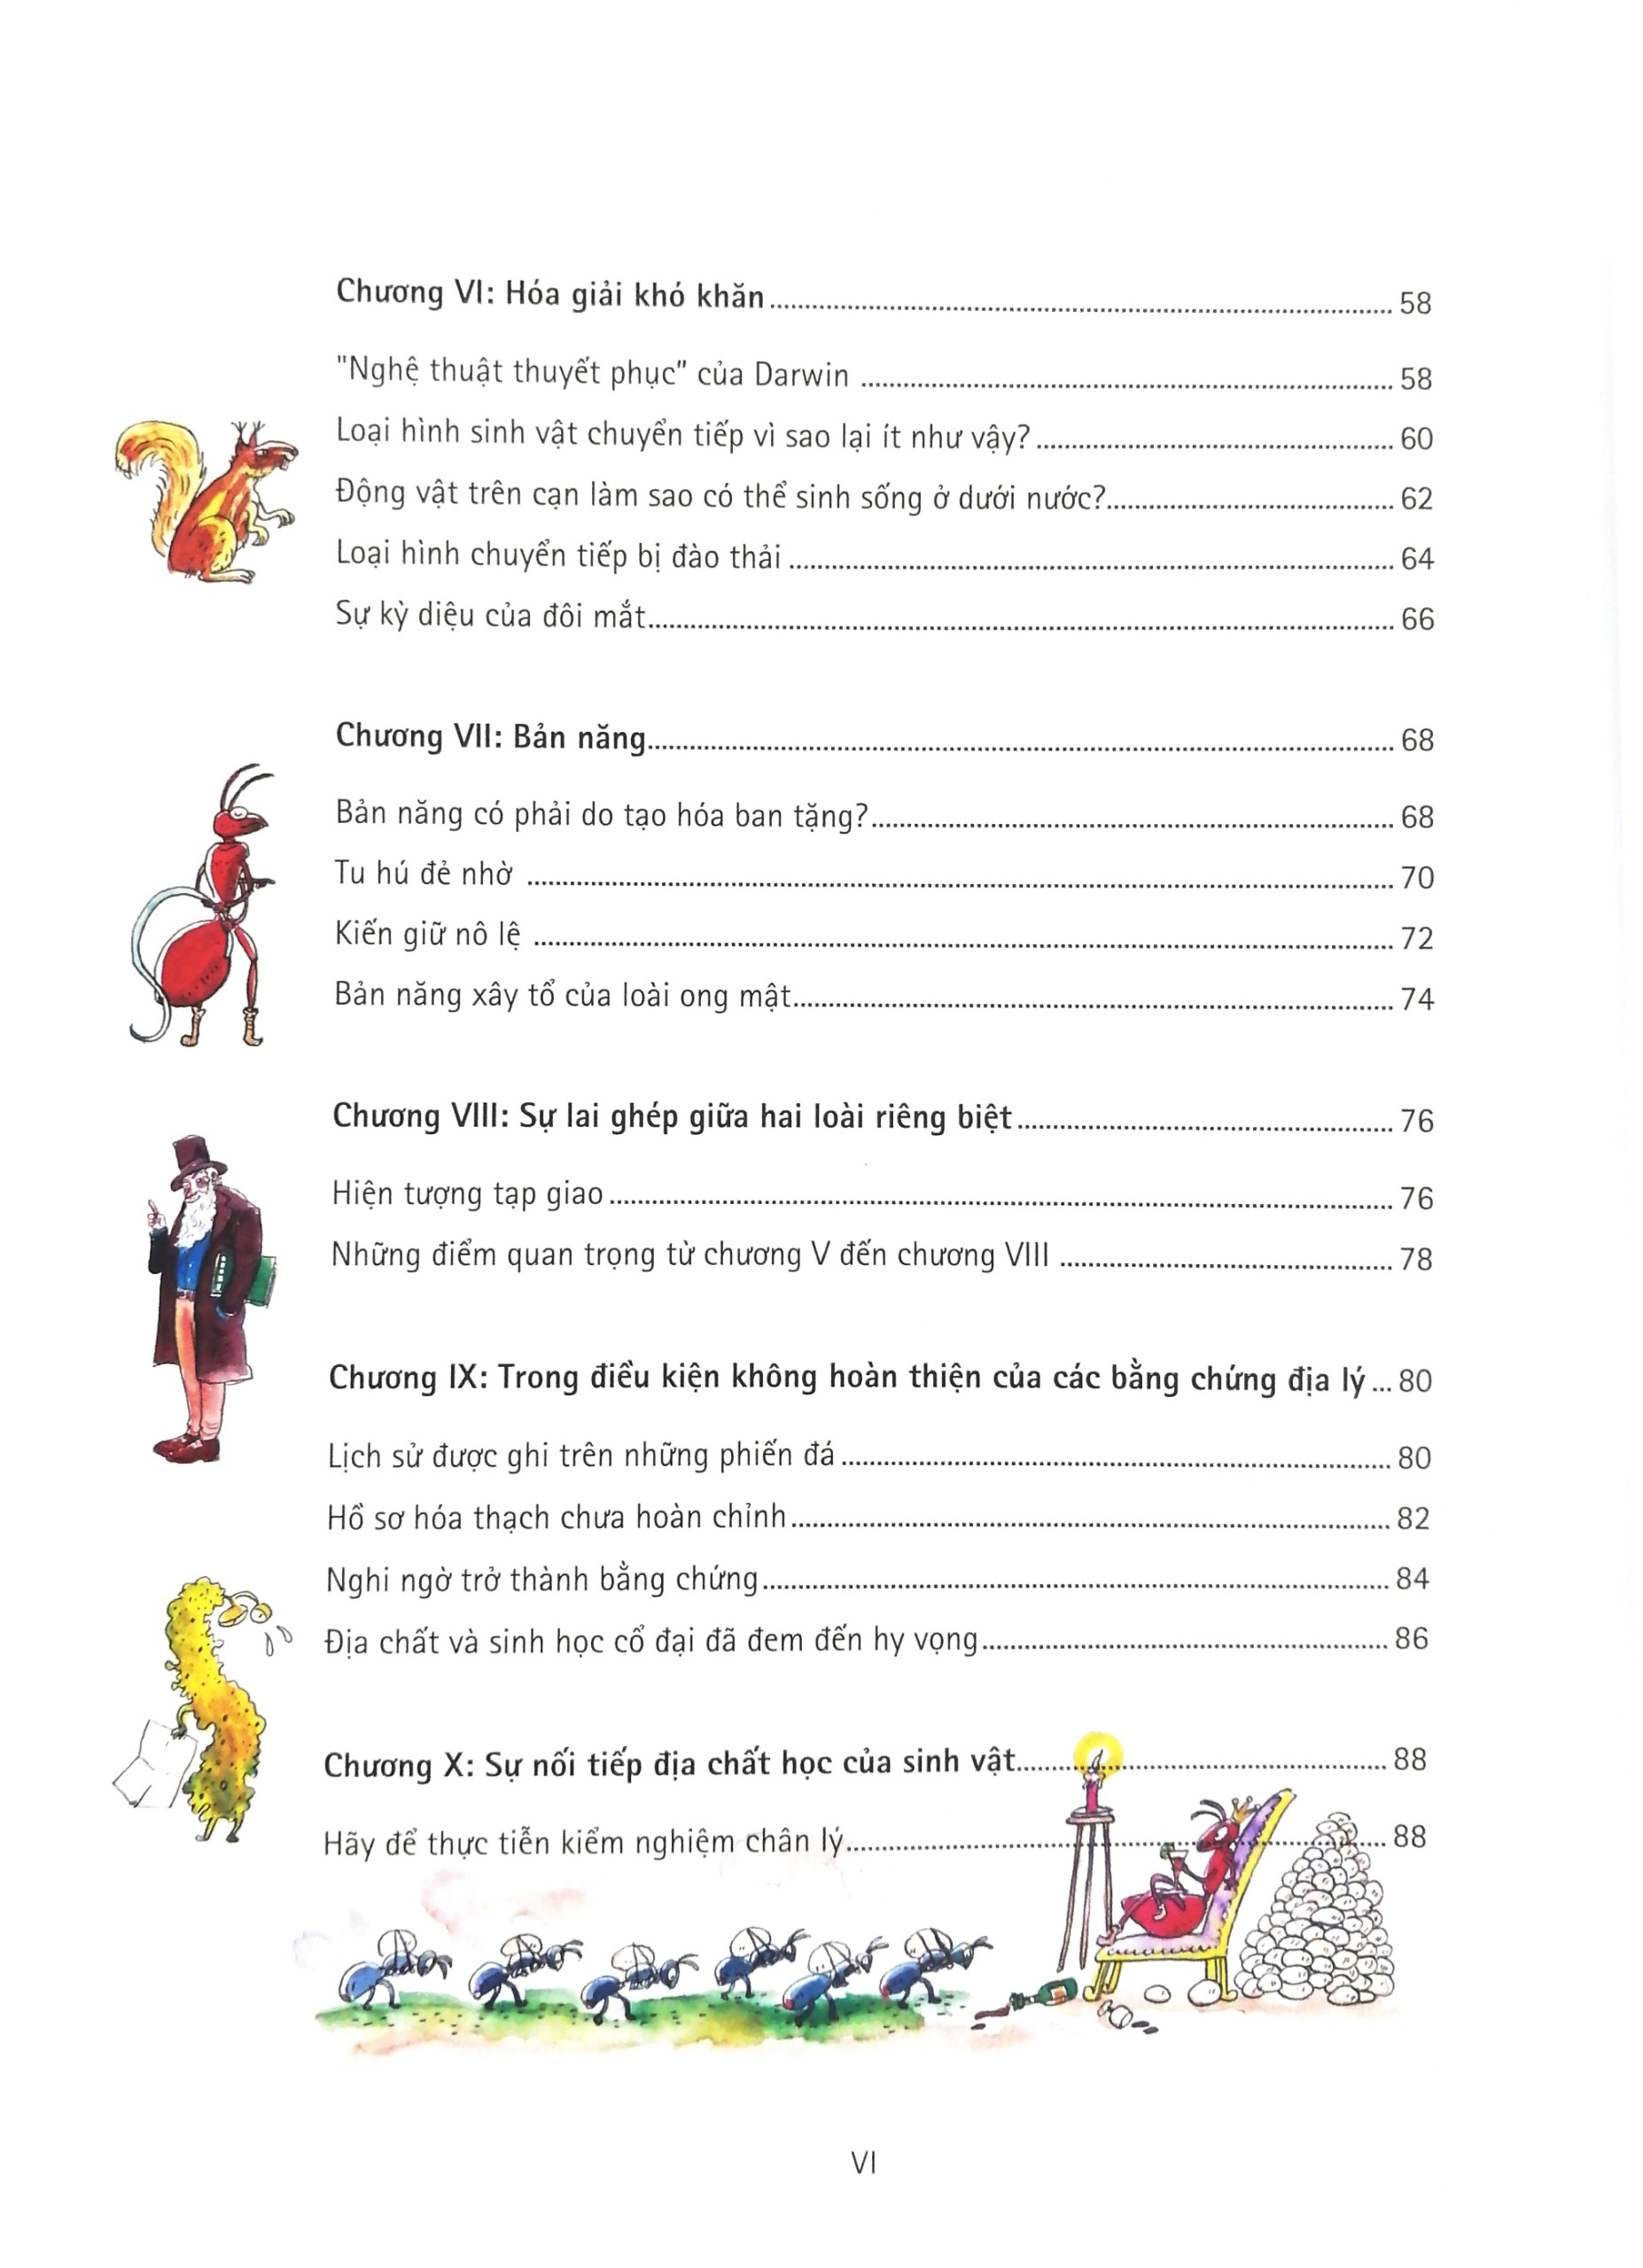 Chương VI: Hóa giải khó khăn ........ 58
"Nghệ thuật thuyết phục" của Darwin ........ 58
Loại hình sinh vật chuyển tiếp vì sao lại ít như vậy? ........ 60
Động vật trên cạn làm sao có thể sinh sống ở dưới nước? ........ 62
Loại hình chuyển tiếp bị đào thải ........ 64
Sự kỳ diệu của đôi mắt ........ 66
Chương VII: Bản năng ........ 68
Bản năng có phải do tạo hóa ban tặng? ........ 68
Tu hú đẻ nhờ ........ 70
Kiến giữ nô lệ ........ 72
Bản năng xây tổ của loài ong mật ........ 74
Chương VIII: Sự lai ghép giữa hai loài riêng biệt ........ 76
Hiện tượng tạp giao ........ 76
Những điểm quan trọng từ chương V đến chương VIII ........ 78
Chương IX: Trong điều kiện không hoàn thiện của các bằng chứng địa lý ... 80
Lịch sử được ghi trên những phiến đá ........ 80
Hồ sơ hóa thạch chưa hoàn chỉnh ........ 82
Nghi ngờ trở thành bằng chứng ........ 84
Địa chất và sinh học cổ đại đã đem đến hy vọng ........ 86
Chương X: Sự nối tiếp địa chất học của sinh vật ........ 88
Hãy để thực tiễn kiểm nghiệm chân lý ........ 88
VI